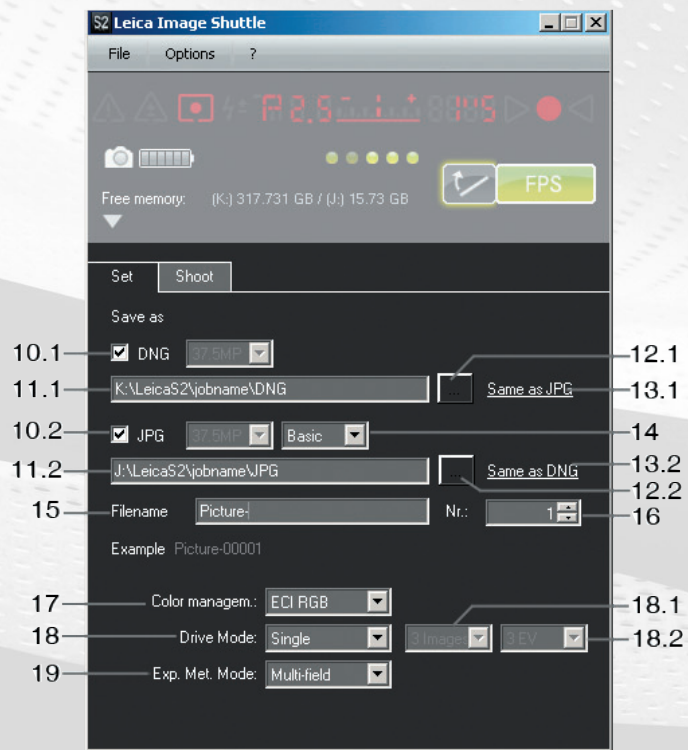 S2 Leica Image Shuttle
File Options ?
A 2.5 - + 145
Free memory: (K:) 317.731 GB / (J:) 15.73 GB
FPS
Set Shoot
Save as
10.1 DNG 37.5MP 12.1
11.1 K:\LeicaS2\jobname\DNG ... Same as JPG 13.1
10.2 JPG 37.5MP Basic 14
11.2 J:\LeicaS2\jobname\JPG ... Same as DNG 13.2
12.2
15 Filename Picture- Nr.: 1 16
Example Picture-00001
17 Color managem.: ECI RGB 18.1
18 Drive Mode: Single 3 Images 3 EV 18.2
19 Exp. Met. Mode: Multi-field